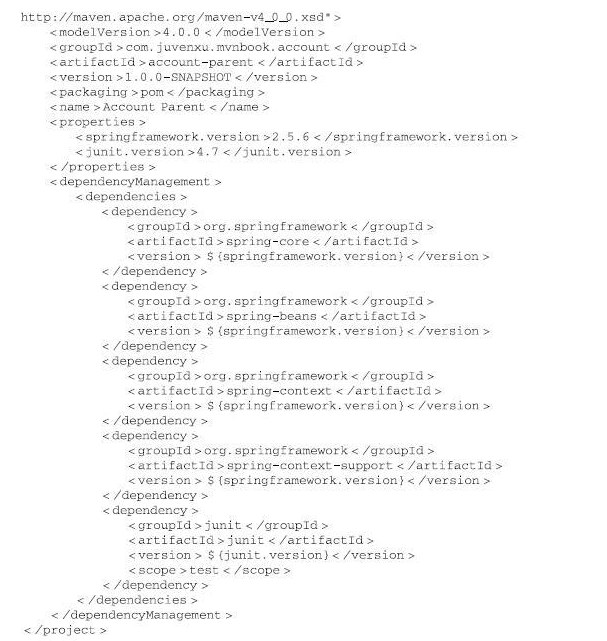 http://maven.apache.org/maven-v4_0_0.xsd">
<modelVersion>4.0.0</modelVersion>
<groupId>com.juvenxu.mvnbook.account</groupId>
<artifactId>account-parent</artifactId>
<version>1.0.0-SNAPSHOT</version>
<packaging>pom</packaging>
<name>Account Parent</name>
<properties>
<springframework.version>2.5.6</springframework.version>
<junit.version>4.7</junit.version>
</properties>
<dependencyManagement>
<dependencies>
<dependency>
<groupId>org.springframework</groupId>
<artifactId>spring-core</artifactId>
<version>${springframework.version}</version>
</dependency>
<dependency>
<groupId>org.springframework</groupId>
<artifactId>spring-beans</artifactId>
<version>${springframework.version}</version>
</dependency>
<dependency>
<groupId>org.springframework</groupId>
<artifactId>spring-context</artifactId>
<version>${springframework.version}</version>
</dependency>
<dependency>
<groupId>org.springframework</groupId>
<artifactId>spring-context-support</artifactId>
<version>${springframework.version}</version>
</dependency>
<dependency>
<groupId>junit</groupId>
<artifactId>junit</artifactId>
<version>${junit.version}</version>
<scope>test</scope>
</dependency>
</dependencies>
</dependencyManagement>
</project>